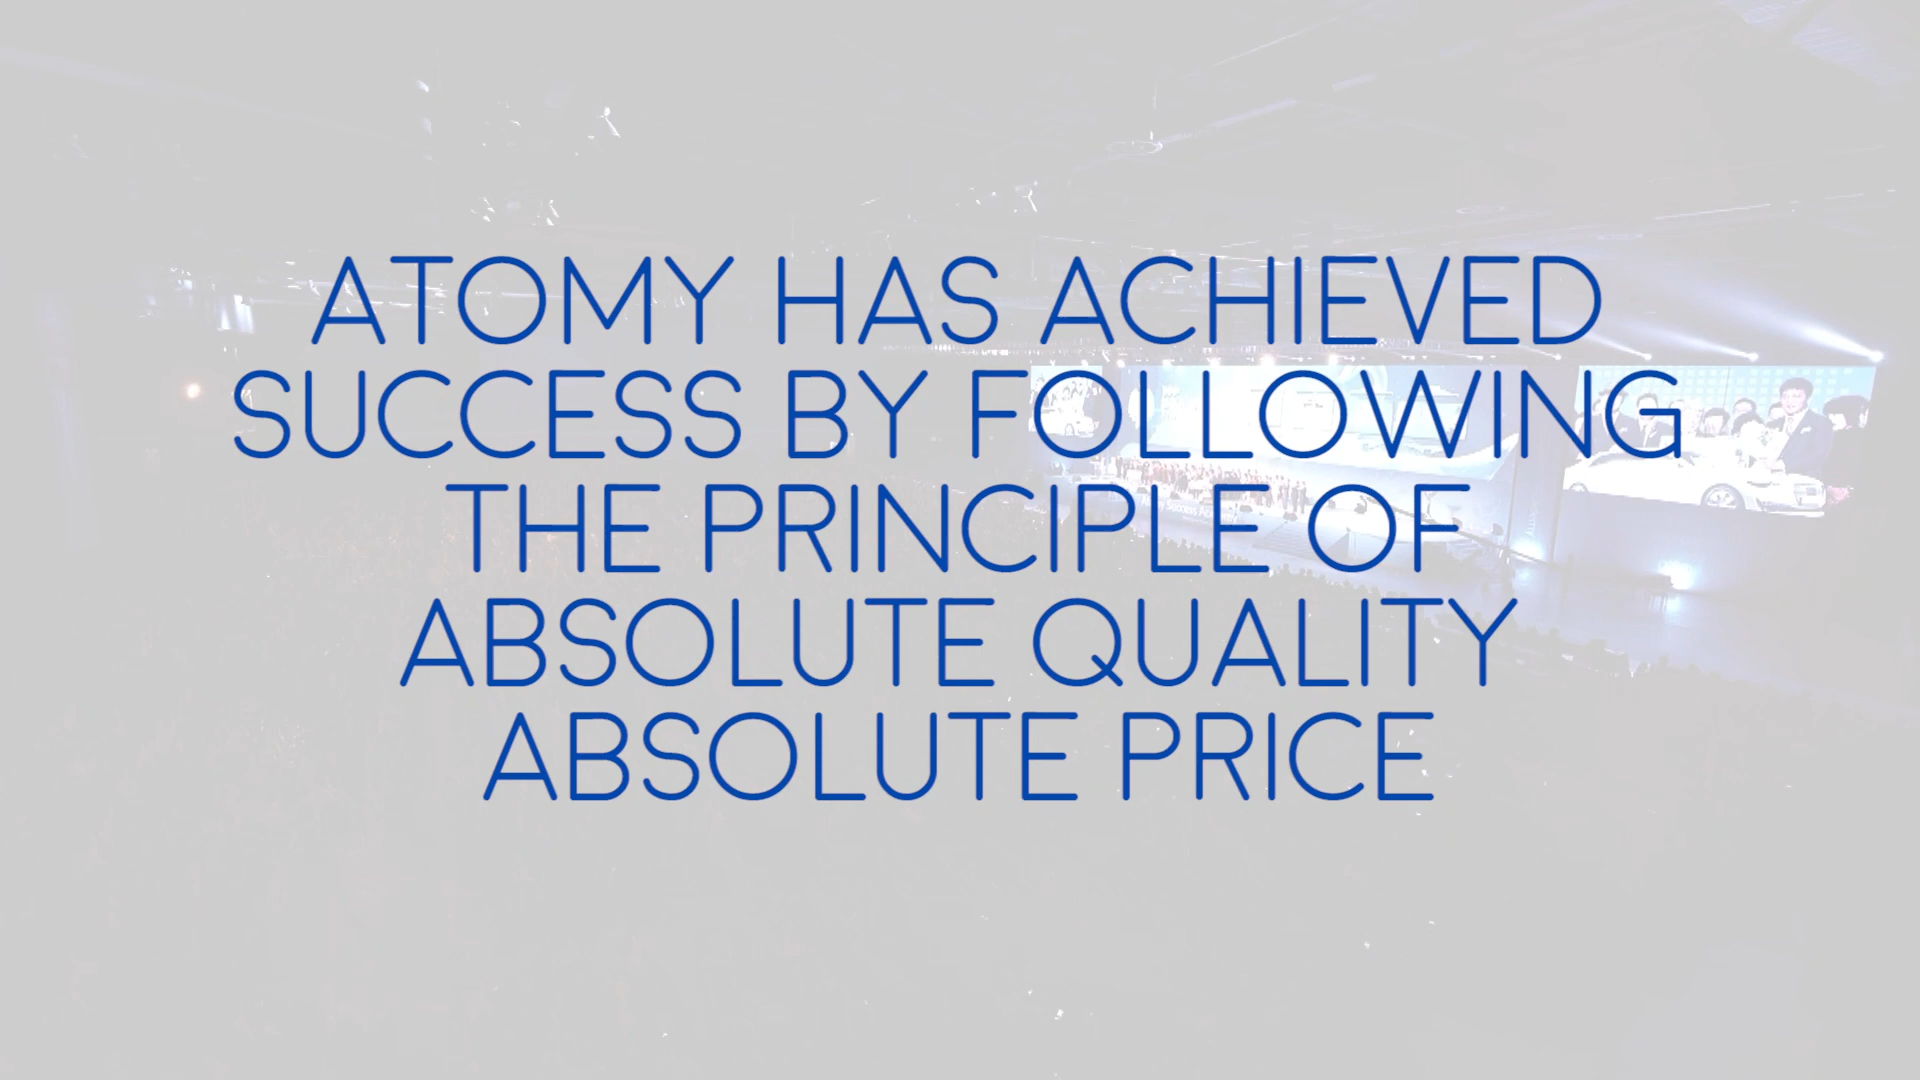 ATOMY HAS ACHIEVED
SUCCESS BY FOLLOWING
THE PRINCIPLE OF
ABSOLUTE QUALITY
ABSOLUTE PRICE